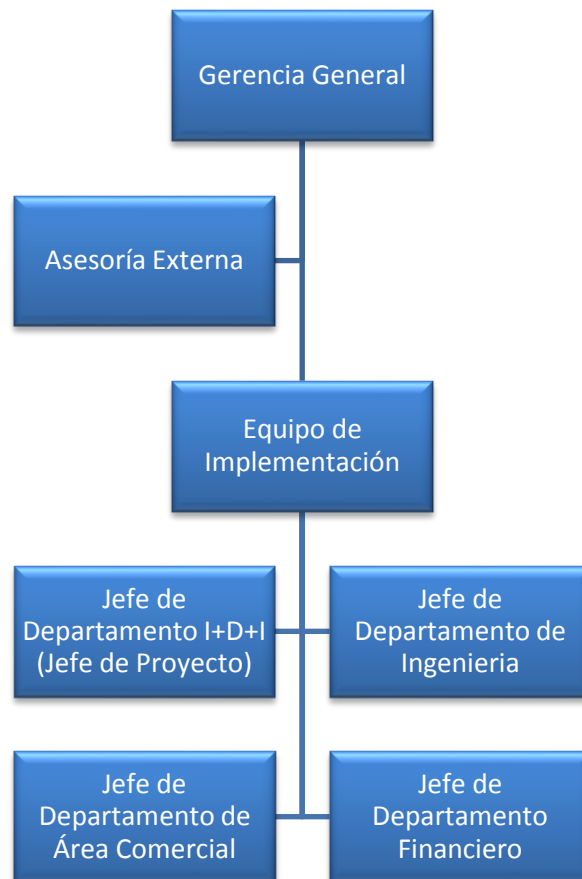 Gerencia General
Asesoría Externa
Equipo de
Implementación
Jefe de
Departamento I+D+I
(Jefe de Proyecto)
Jefe de
Departamento de
Ingenieria
Jefe de
Departamento de
Área Comercial
Jefe de
Departamento
Financiero